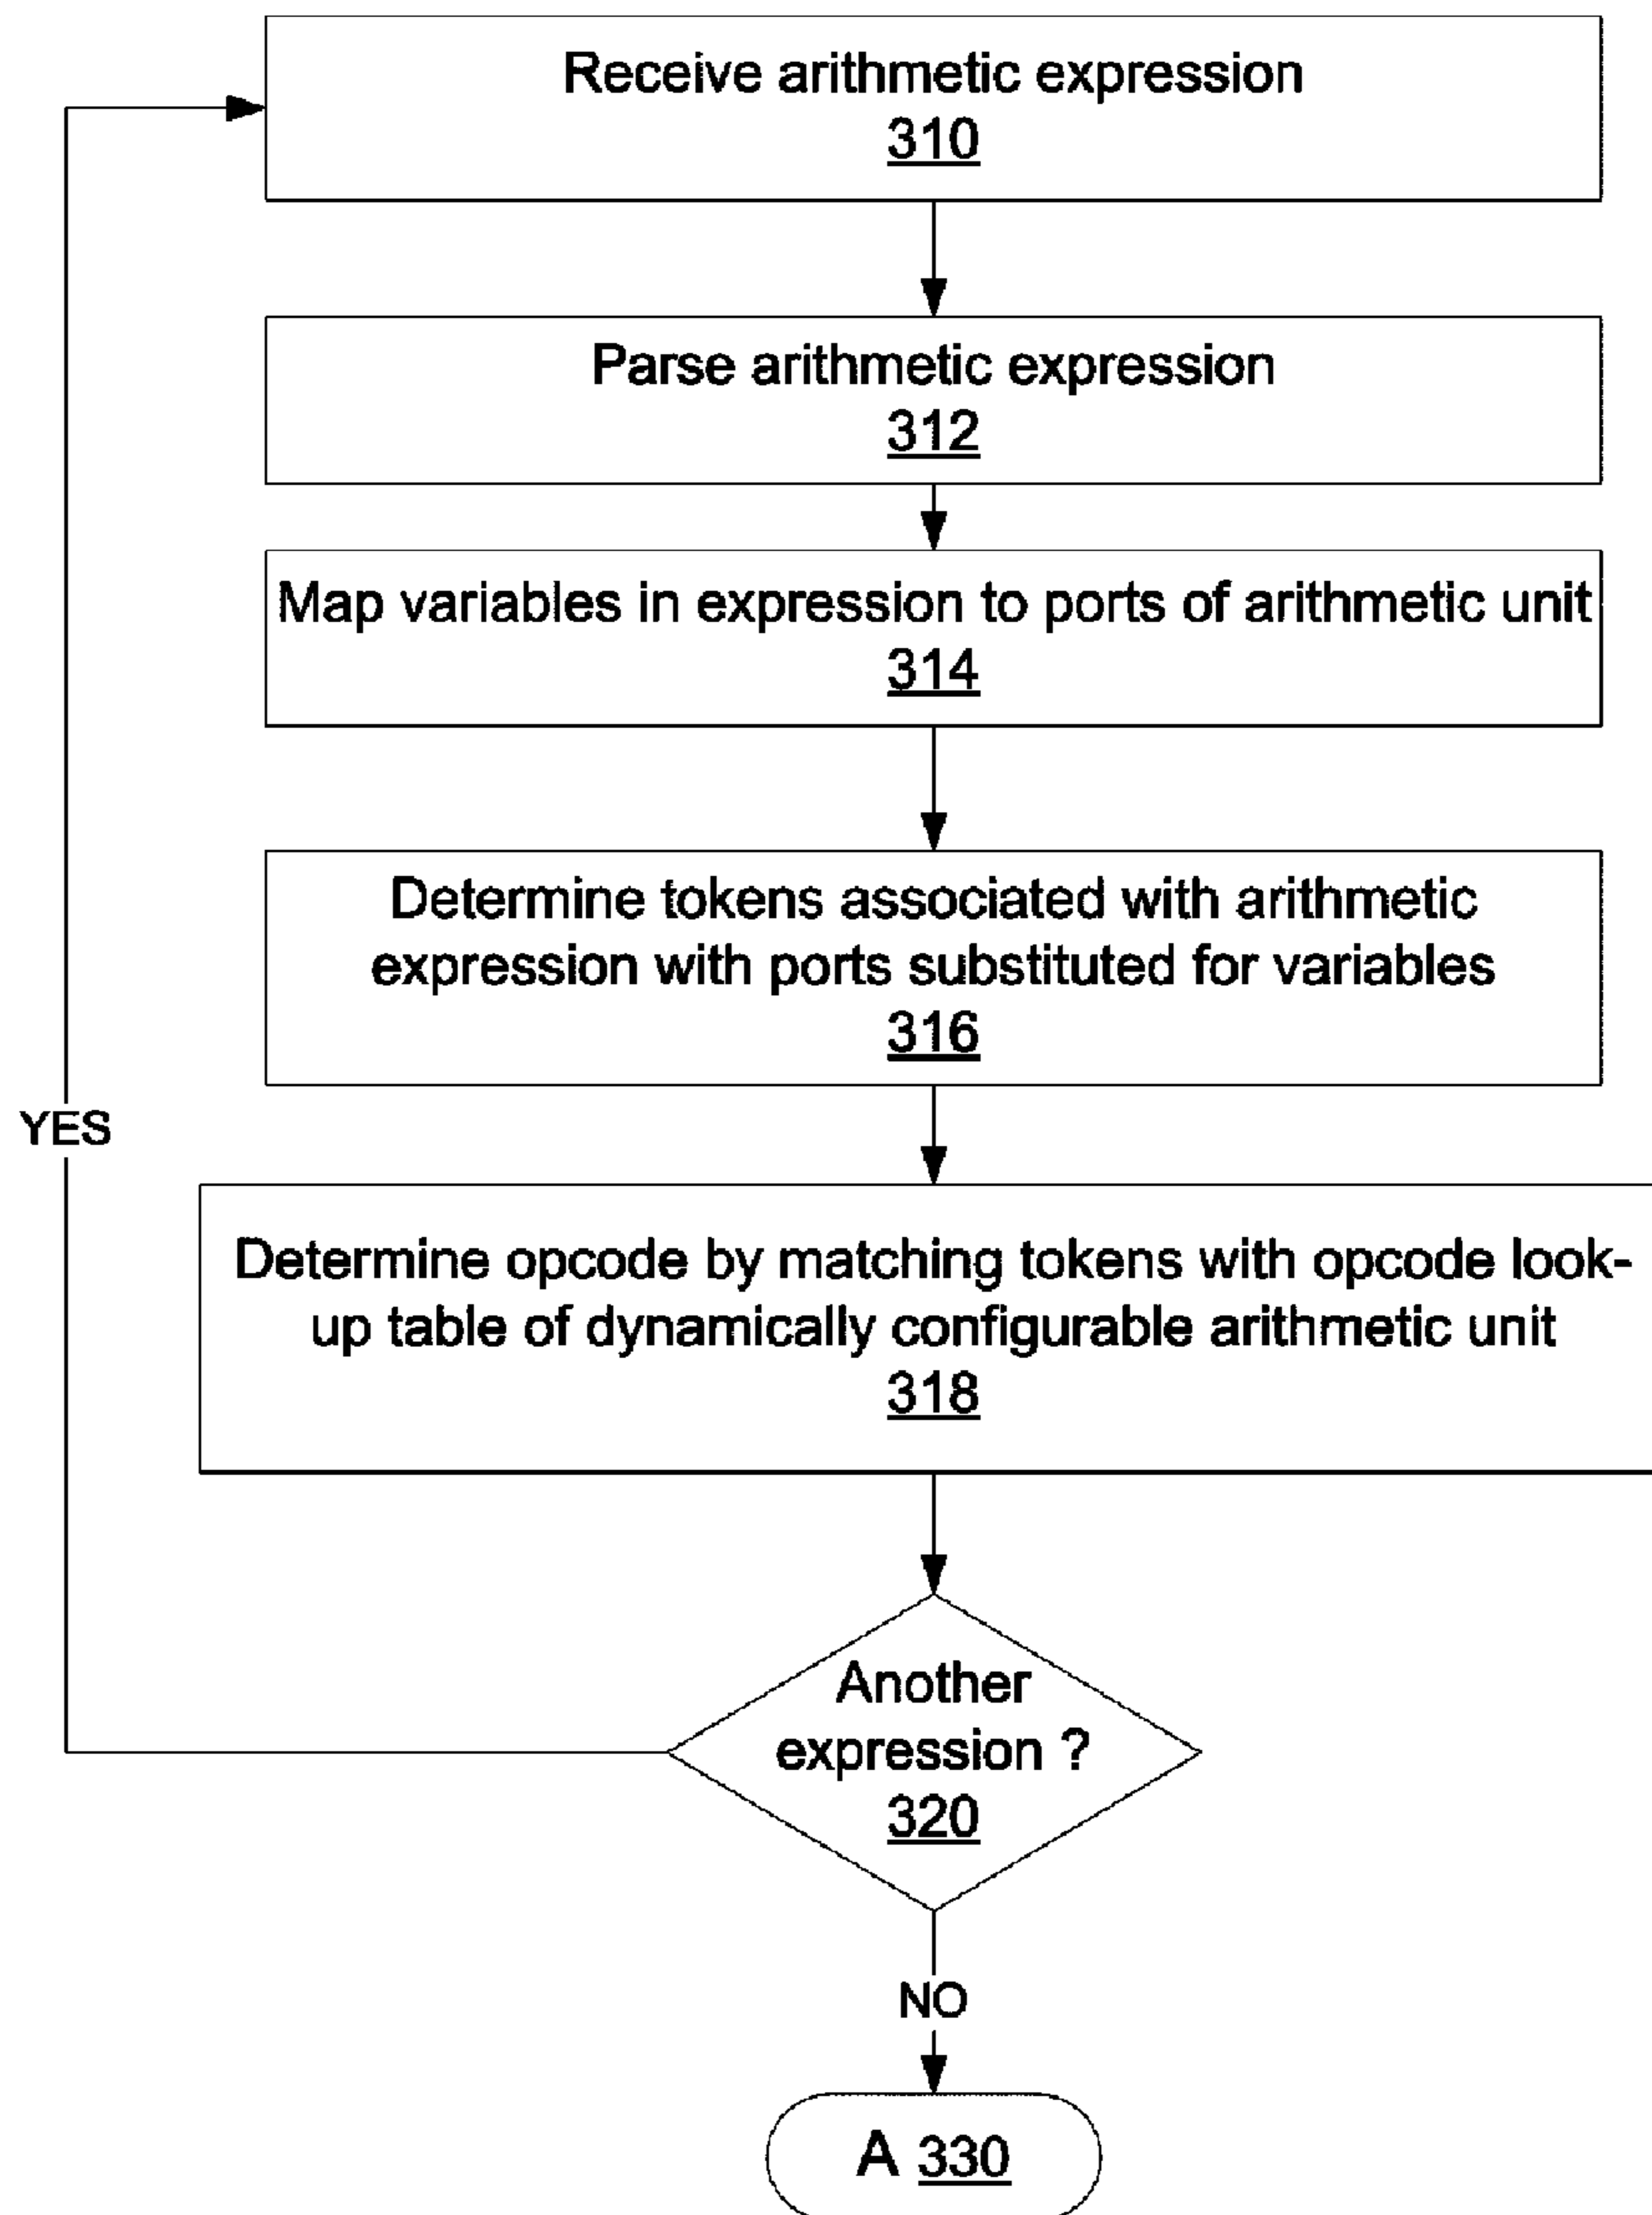 Receive arithmetic expression
310
Parse arithmetic expression
312
Map variables in expression to ports of arithmetic unit
314
Determine tokens associated with arithmetic
expression with ports substituted for variables
316
YES
Determine opcode by matching tokens with opcode look-
up table of dynamically configurable arithmetic unit
318
Another
expression ?
320
NO
A 330